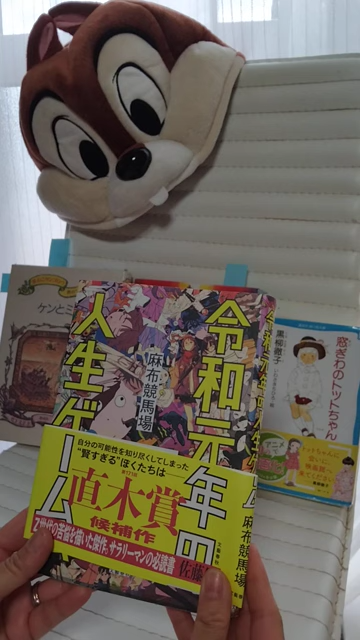 令和元年の
人生ゲーム
麻布競馬場
自分の可能性を知り尽くしてしまった
“賢すぎる”ぼくたちは
直木賞
候補作
Z世代の苦悩を描いた傑作。サラリーマンの必読書
佐藤
麻布競馬場
ケンとミ
窓ぎわのトットちゃん
黒柳徹子